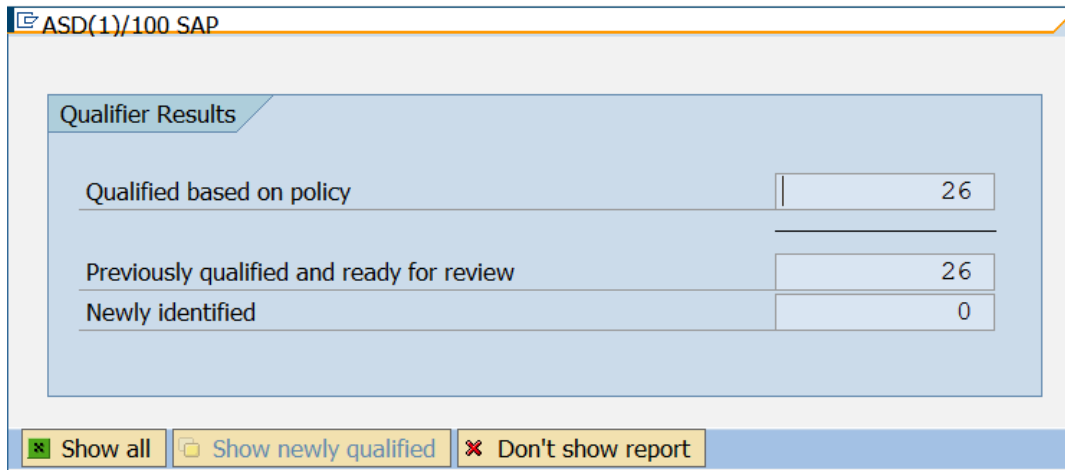 ASD(1)/100 SAP
Qualifier Results
Qualified based on policy 26
Previously qualified and ready for review 26
Newly identified 0
Show all Show newly qualified Don't show report